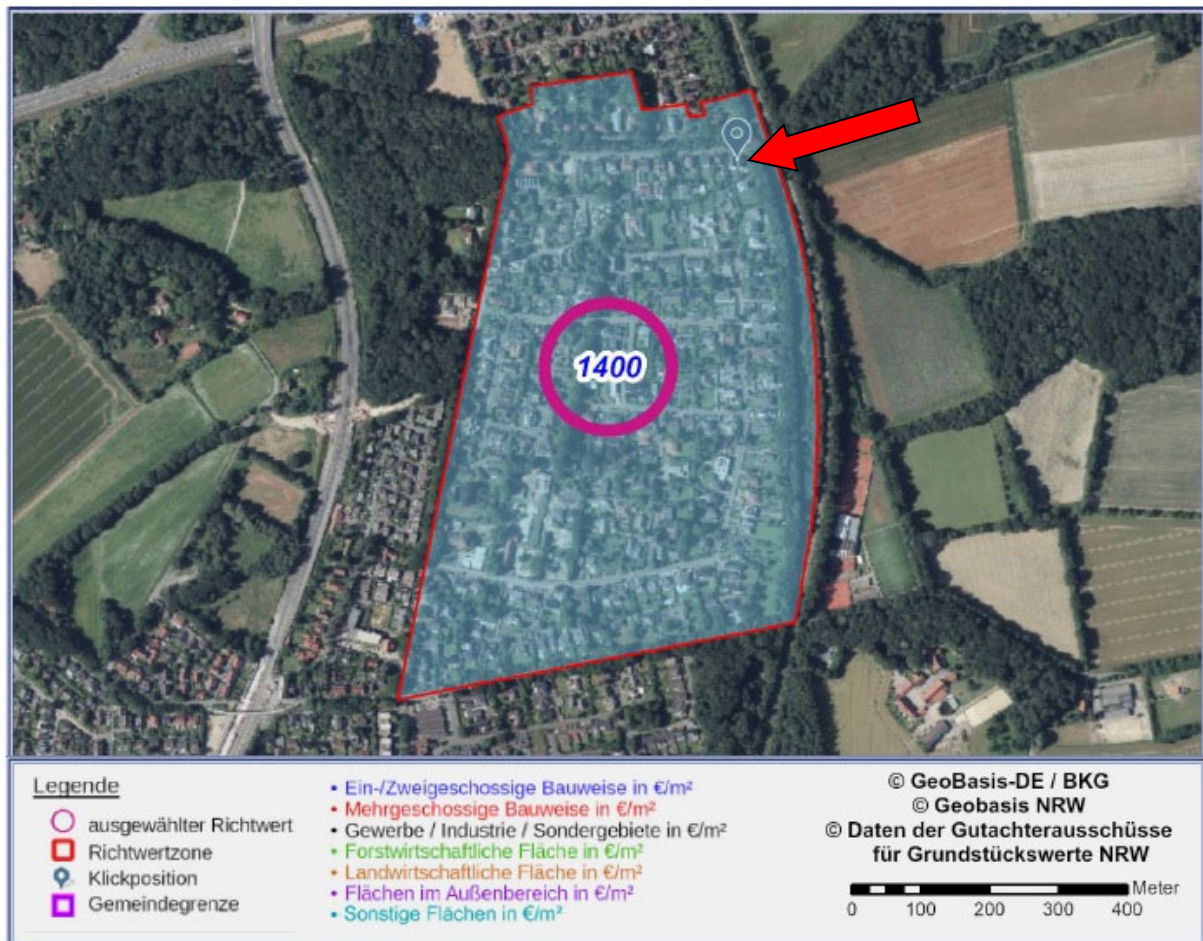 1400
Legende
ausgewählter Richtwert
Richtwertzone
Klickposition
Gemeindegrenze
• Ein-/Zweigeschossige Bauweise in €/m²
• Mehrgeschossige Bauweise in €/m²
• Gewerbe / Industrie / Sondergebiete in €/m²
• Forstwirtschaftliche Fläche in €/m²
• Landwirtschaftliche Fläche in €/m²
• Flächen im Außenbereich in €/m²
• Sonstige Flächen in €/m²
© GeoBasis-DE / BKG
© Geobasis NRW
© Daten der Gutachterausschüsse
für Grundstückswerte NRW
Meter
0 100 200 300 400